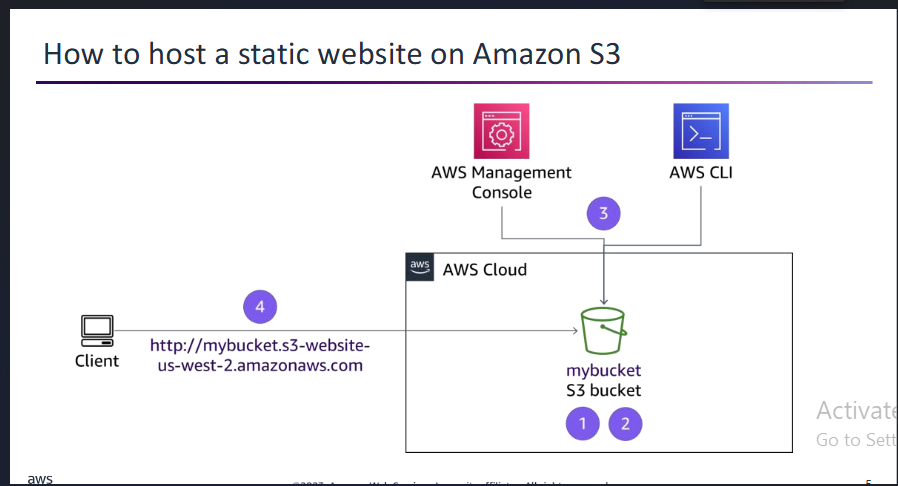 How to host a static website on Amazon S3
AWS Management
Console
AWS CLI
3
aws
AWS Cloud
4
Client
http://mybucket.s3-website-
us-west-2.amazonaws.com
mybucket
S3 bucket
1 2
Activate
Go to Sett
aws
5